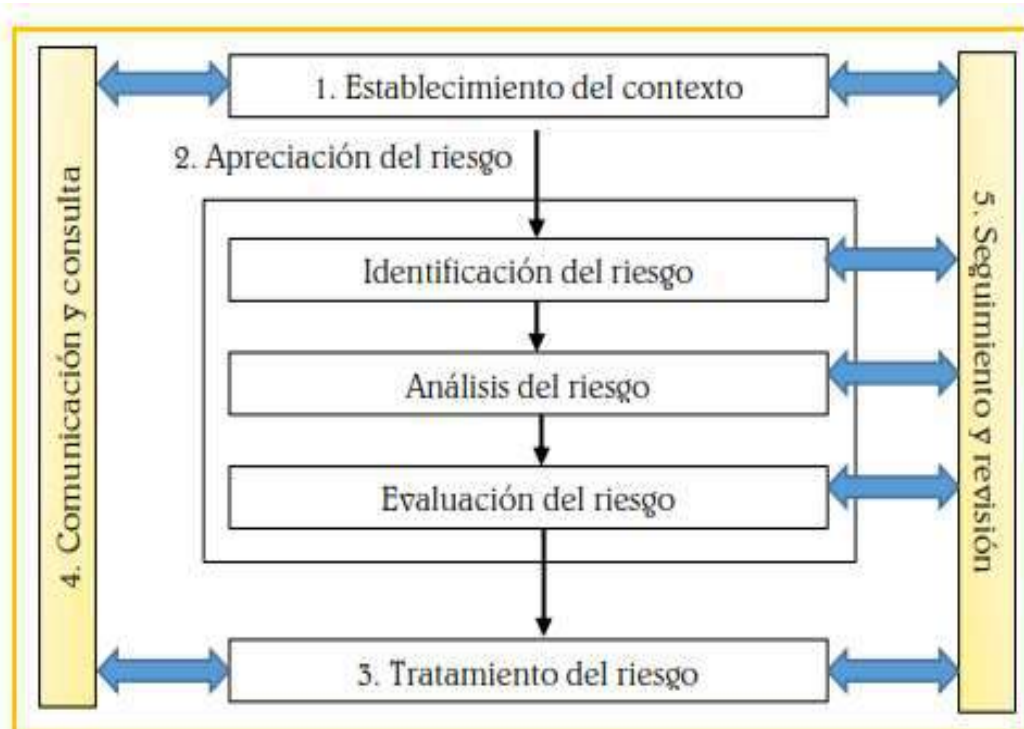 1. Establecimiento del contexto
2. Apreciación del riesgo
Identificación del riesgo
Análisis del riesgo
Evaluación del riesgo
3. Tratamiento del riesgo
4. Comunicación y consulta
5. Seguimiento y revisión